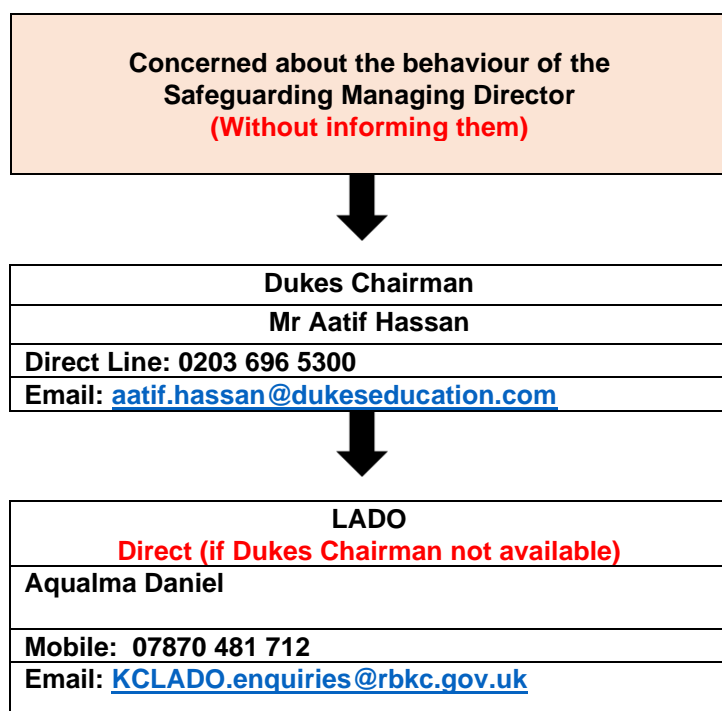 Concerned about the behaviour of the
Safeguarding Managing Director
(Without informing them)
Dukes Chairman
Mr Aatif Hassan
Direct Line: 0203 696 5300
Email: aatif.hassan@dukeseducation.com
LADO
Direct (if Dukes Chairman not available)
Aqualma Daniel
Mobile: 07870 481 712
Email: KCLADO.enquiries@rbkc.gov.uk